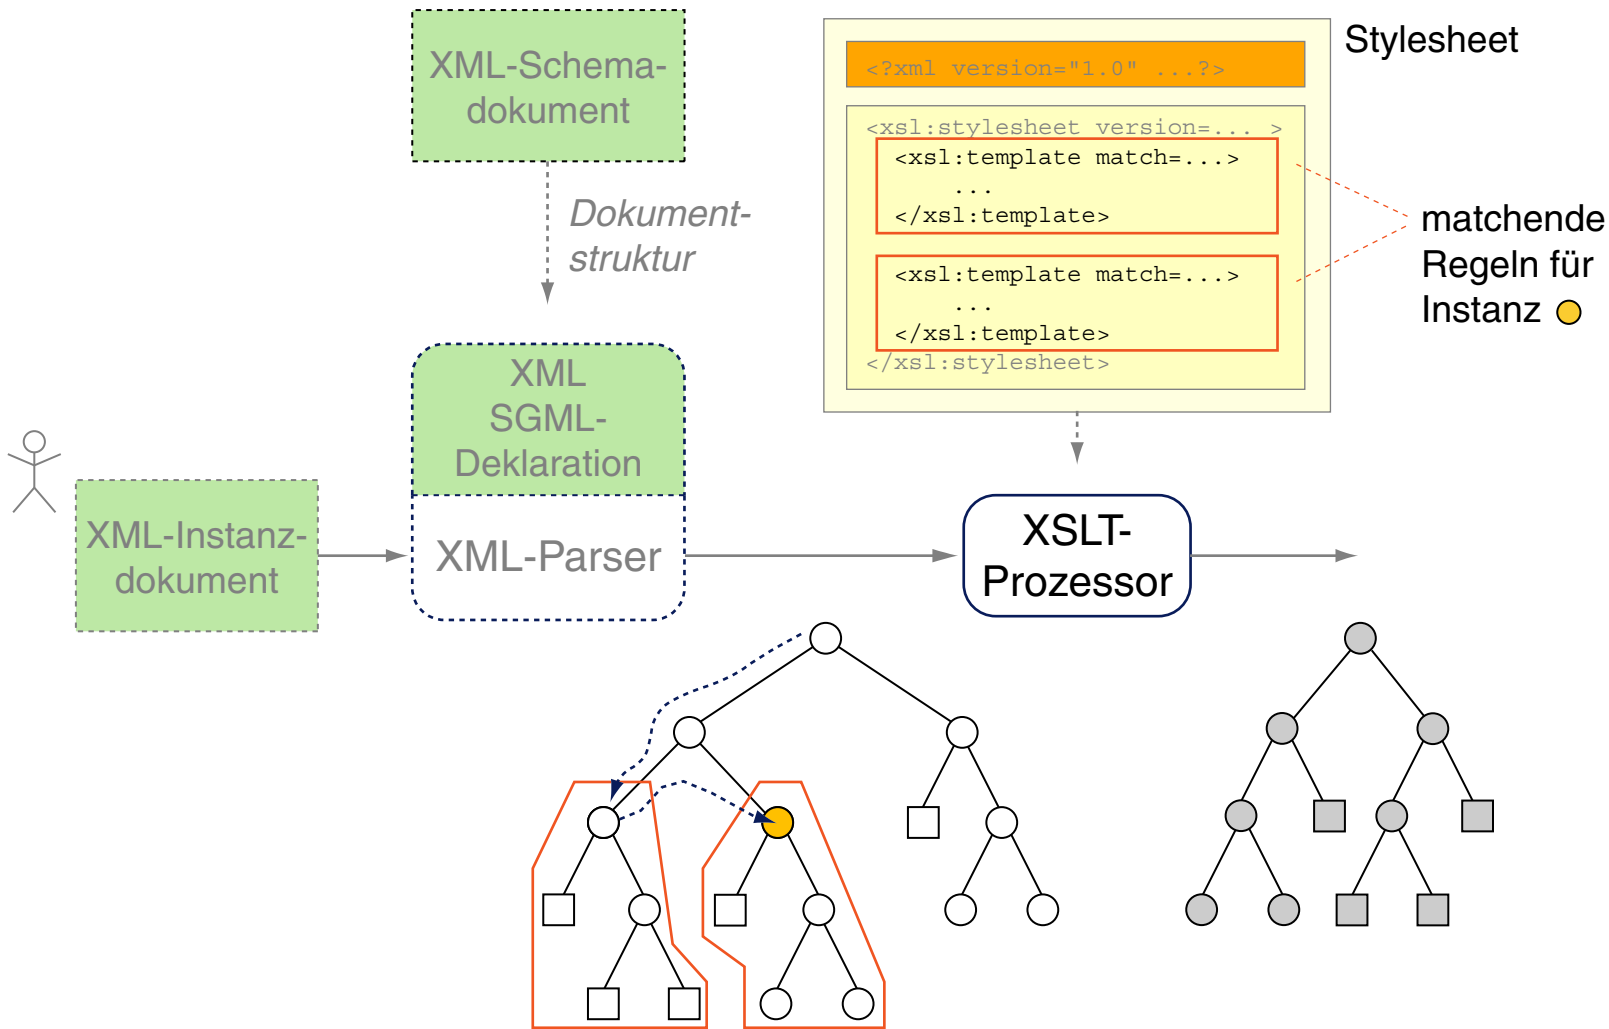 XML-Schema-
dokument
Dokument-
struktur
XML
SGML-
Deklaration
XML-Parser
XML-Instanz-
dokument
Stylesheet
<?xml version="1.0" ...?>
<xsl:stylesheet version=... >
<xsl:template match=...>
...
</xsl:template>
<xsl:template match=...>
...
</xsl:template>
</xsl:stylesheet>
matchende
Regeln für
Instanz
XSLT-
Prozessor